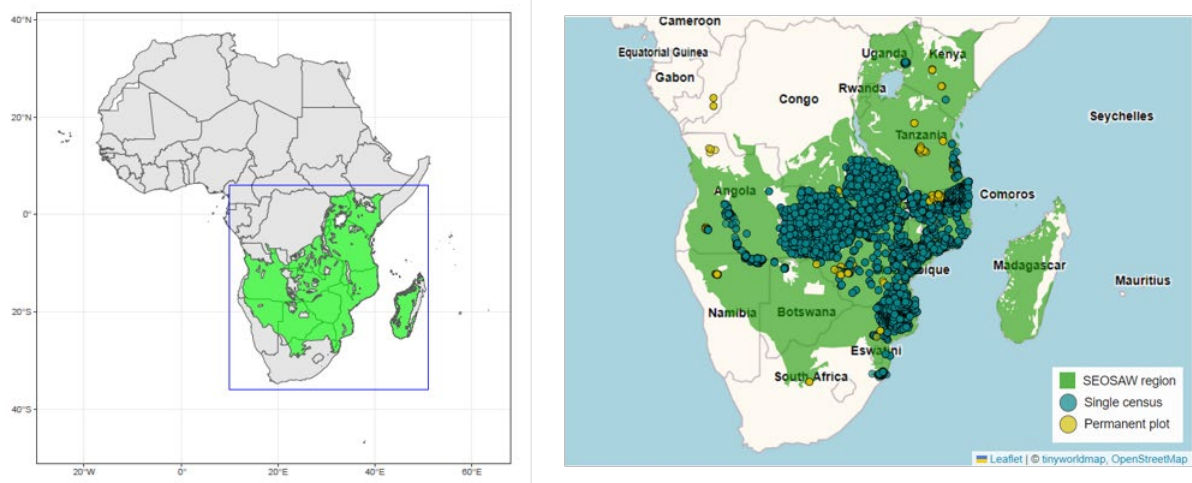 40°N
20°N
0°
20°S
40°S
20°W
0°
20°E
40°E
60°E
Cameroon
Equatorial Guinea
Gabon
Uganda
Kenya
Rwanda
Congo
Seychelles
Tanzania
Angola
Comoros
bique
Madagascar
Mauritius
Namibia
Botswana
Eswatini
South Africa
SEOSAW region
Single census
Permanent plot
Leaflet | © tinyworldmap, OpenStreetMap